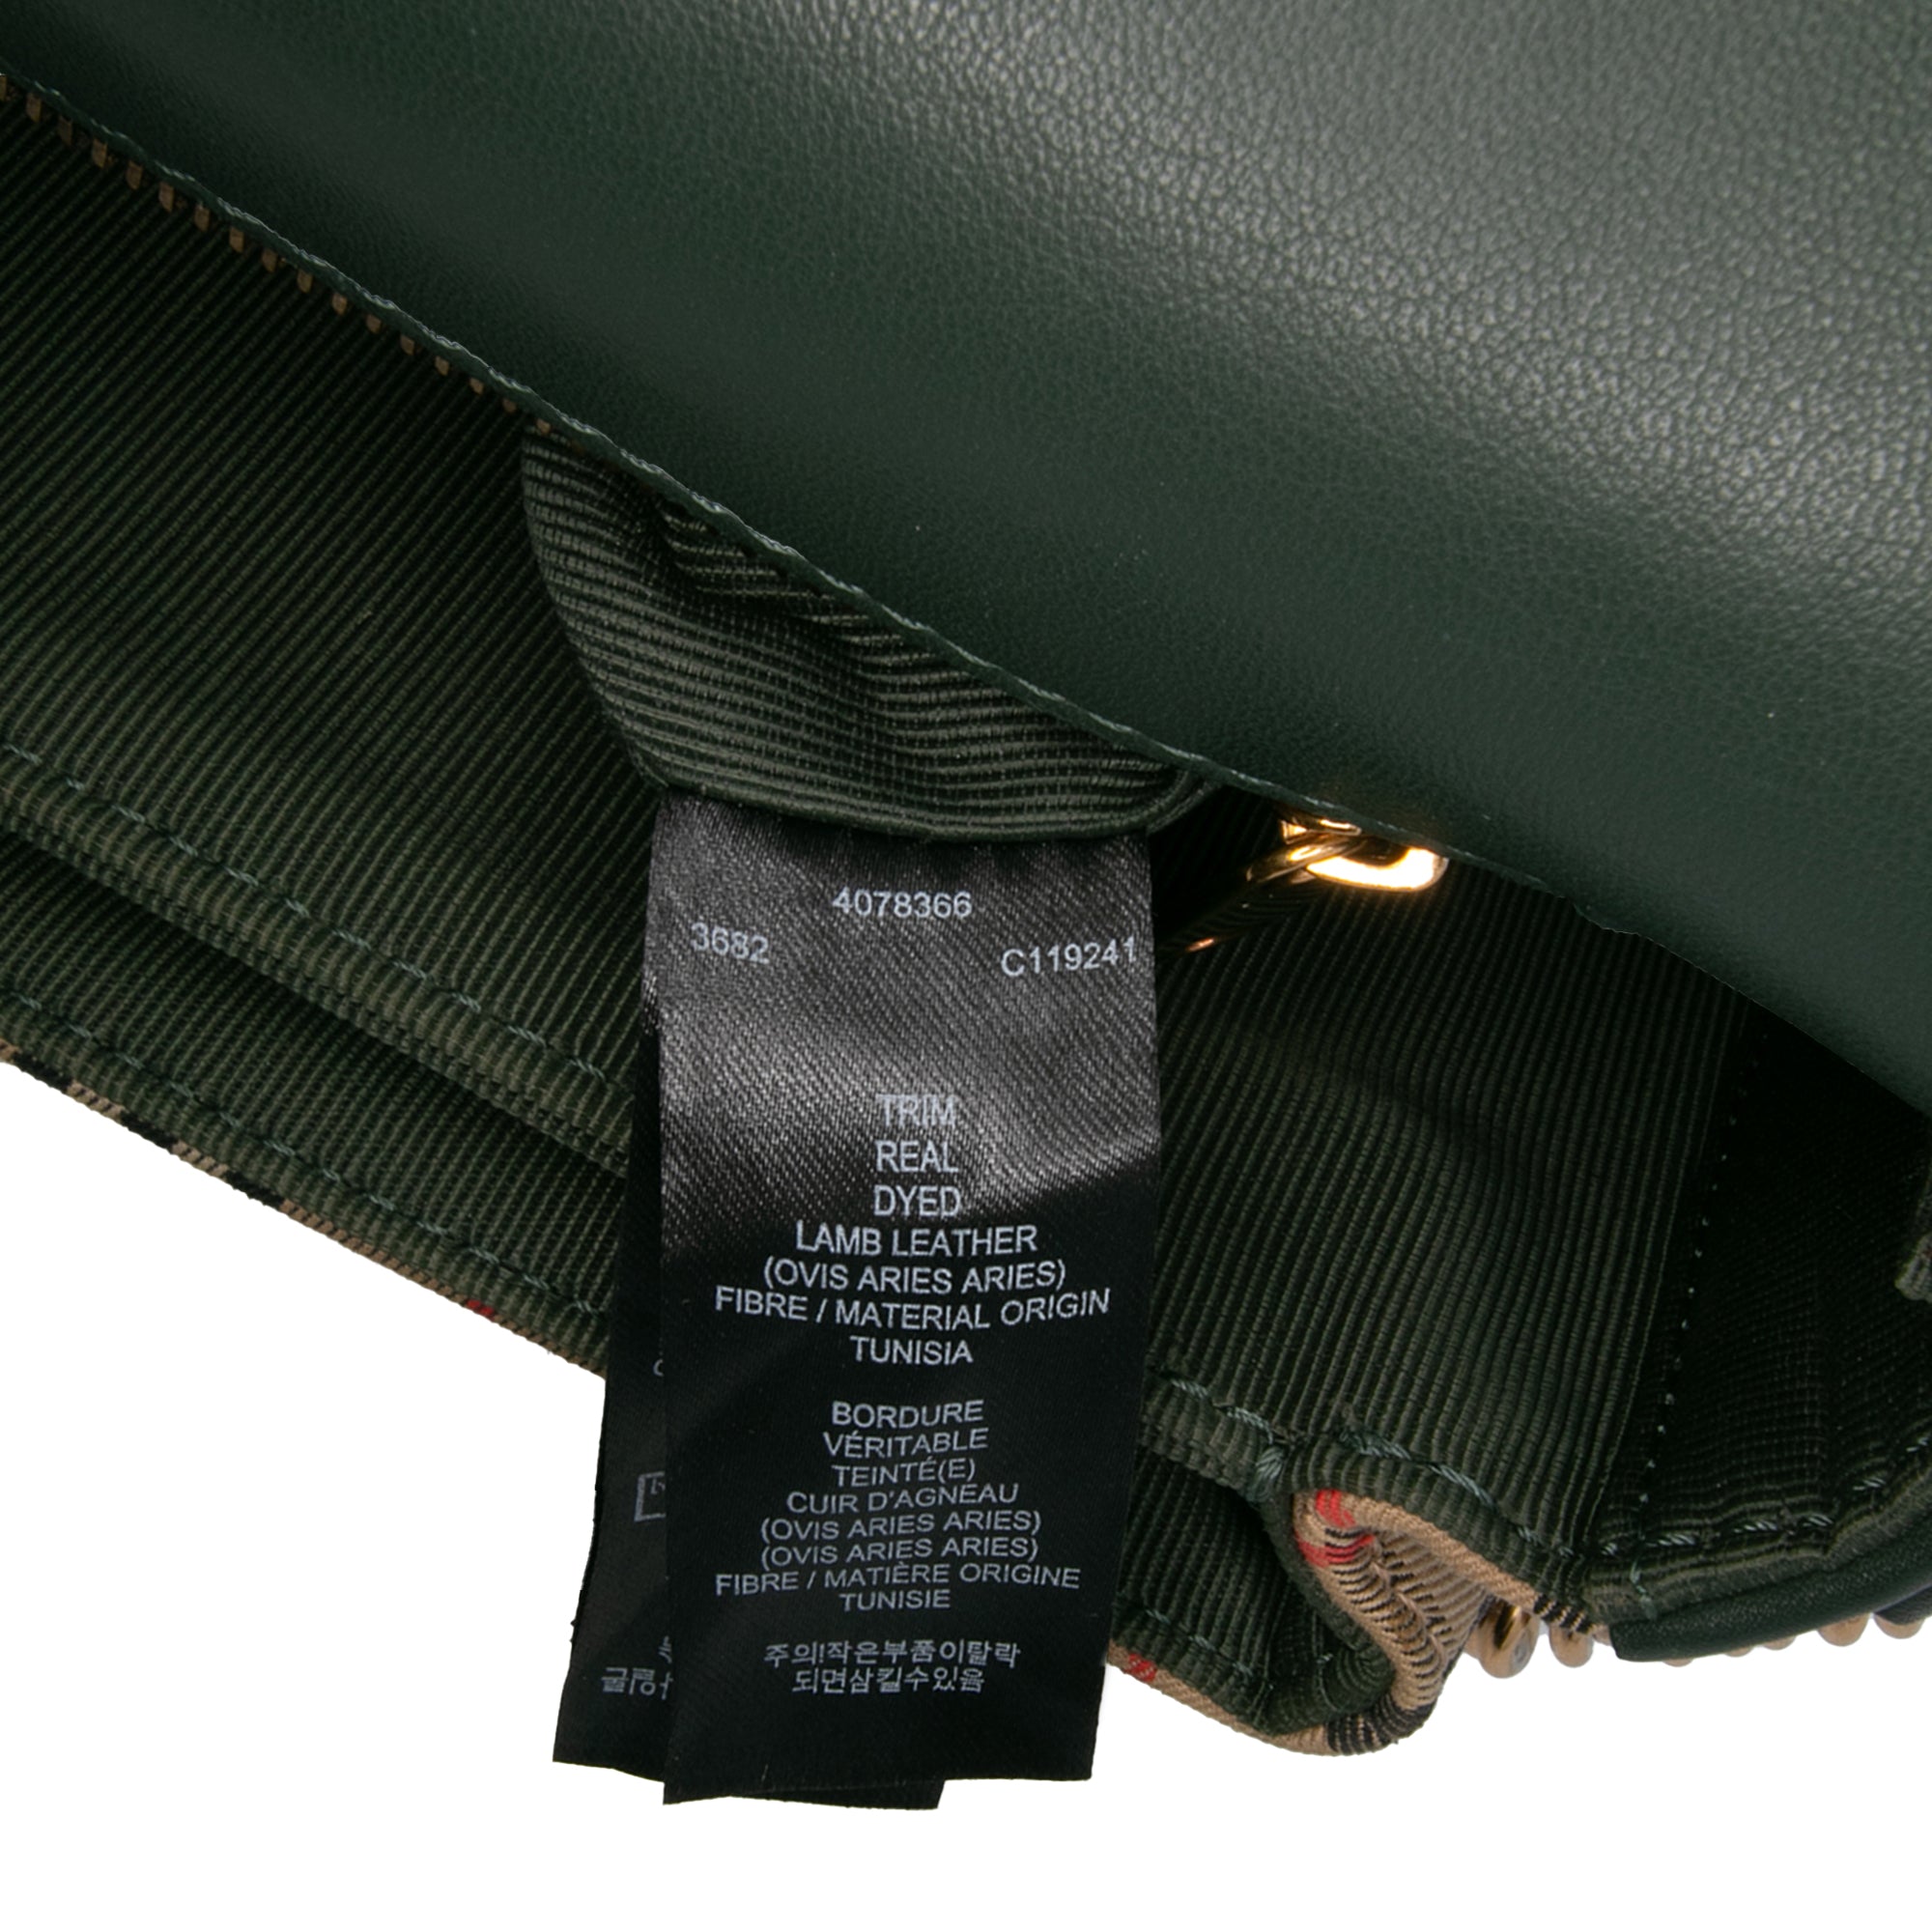 4078366
3682 C119241
TRIM
REAL
DYED
LAMB LEATHER
(OVIS ARIES ARIES)
FIBRE / MATERIAL ORIGIN
TUNISIA
BORDURE
VÉRITABLE
TEINTÉ(E)
CUIR D'AGNEAU
(OVIS ARIES ARIES)
(OVIS ARIES ARIES)
FIBRE / MATIÈRE ORIGINE
TUNISIE
주의!작은부품이탈락
되면삼킬수있음